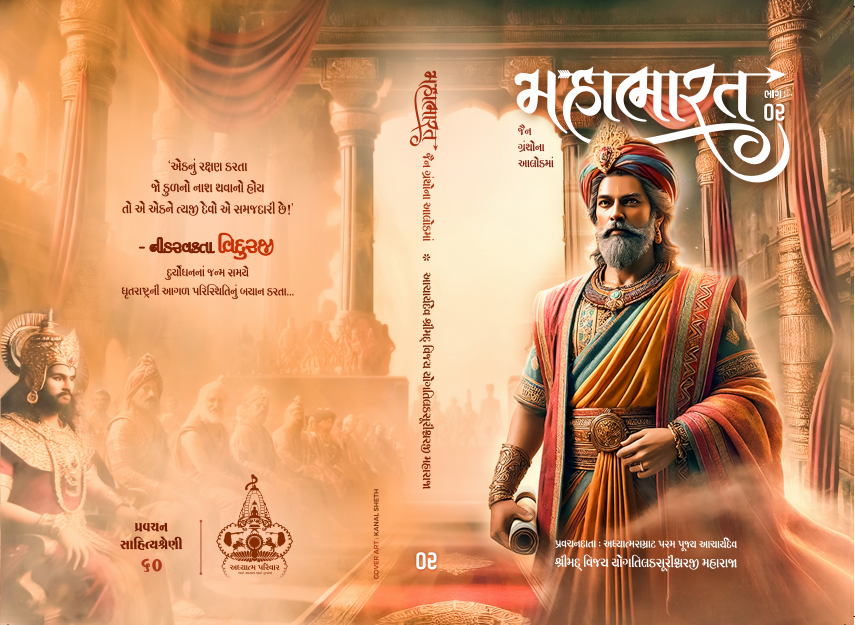 'એકનું રક્ષણ કરતા
જો કુળનો નાશ થવાનો હોય
તો એ એકને ત્યજી દેવો એ સમજદારી છે!'
- નીડરવક્તા વિદુરજી
દુર્યોધનનાં જન્મ સમયે
ધૃતરાષ્ટ્રની આગળ પરિસ્થિતિનું બયાન કરતા...
પ્રવચન
સાહિત્યશ્રેણી
૬૦
અધ્યાત્મ પરિવાર
COVER ART : KANAL SHETH
મહાભારત જૈન ગ્રંથોના આલોકમાં * આચાર્યદેવ શ્રીમદ્ વિજય યોગતિલકસૂરીશ્વરજી મહારાજા
૦૨
મહાભારત
ભાગ
૦૨
જૈન
ગ્રંથોના
આલોકમાં
પ્રવચનદાતા : અધ્યાત્મસમ્રાટ પરમ પૂજ્ય આચાર્યદેવ
શ્રીમદ્ વિજય યોગતિલકસૂરીશ્વરજી મહારાજા